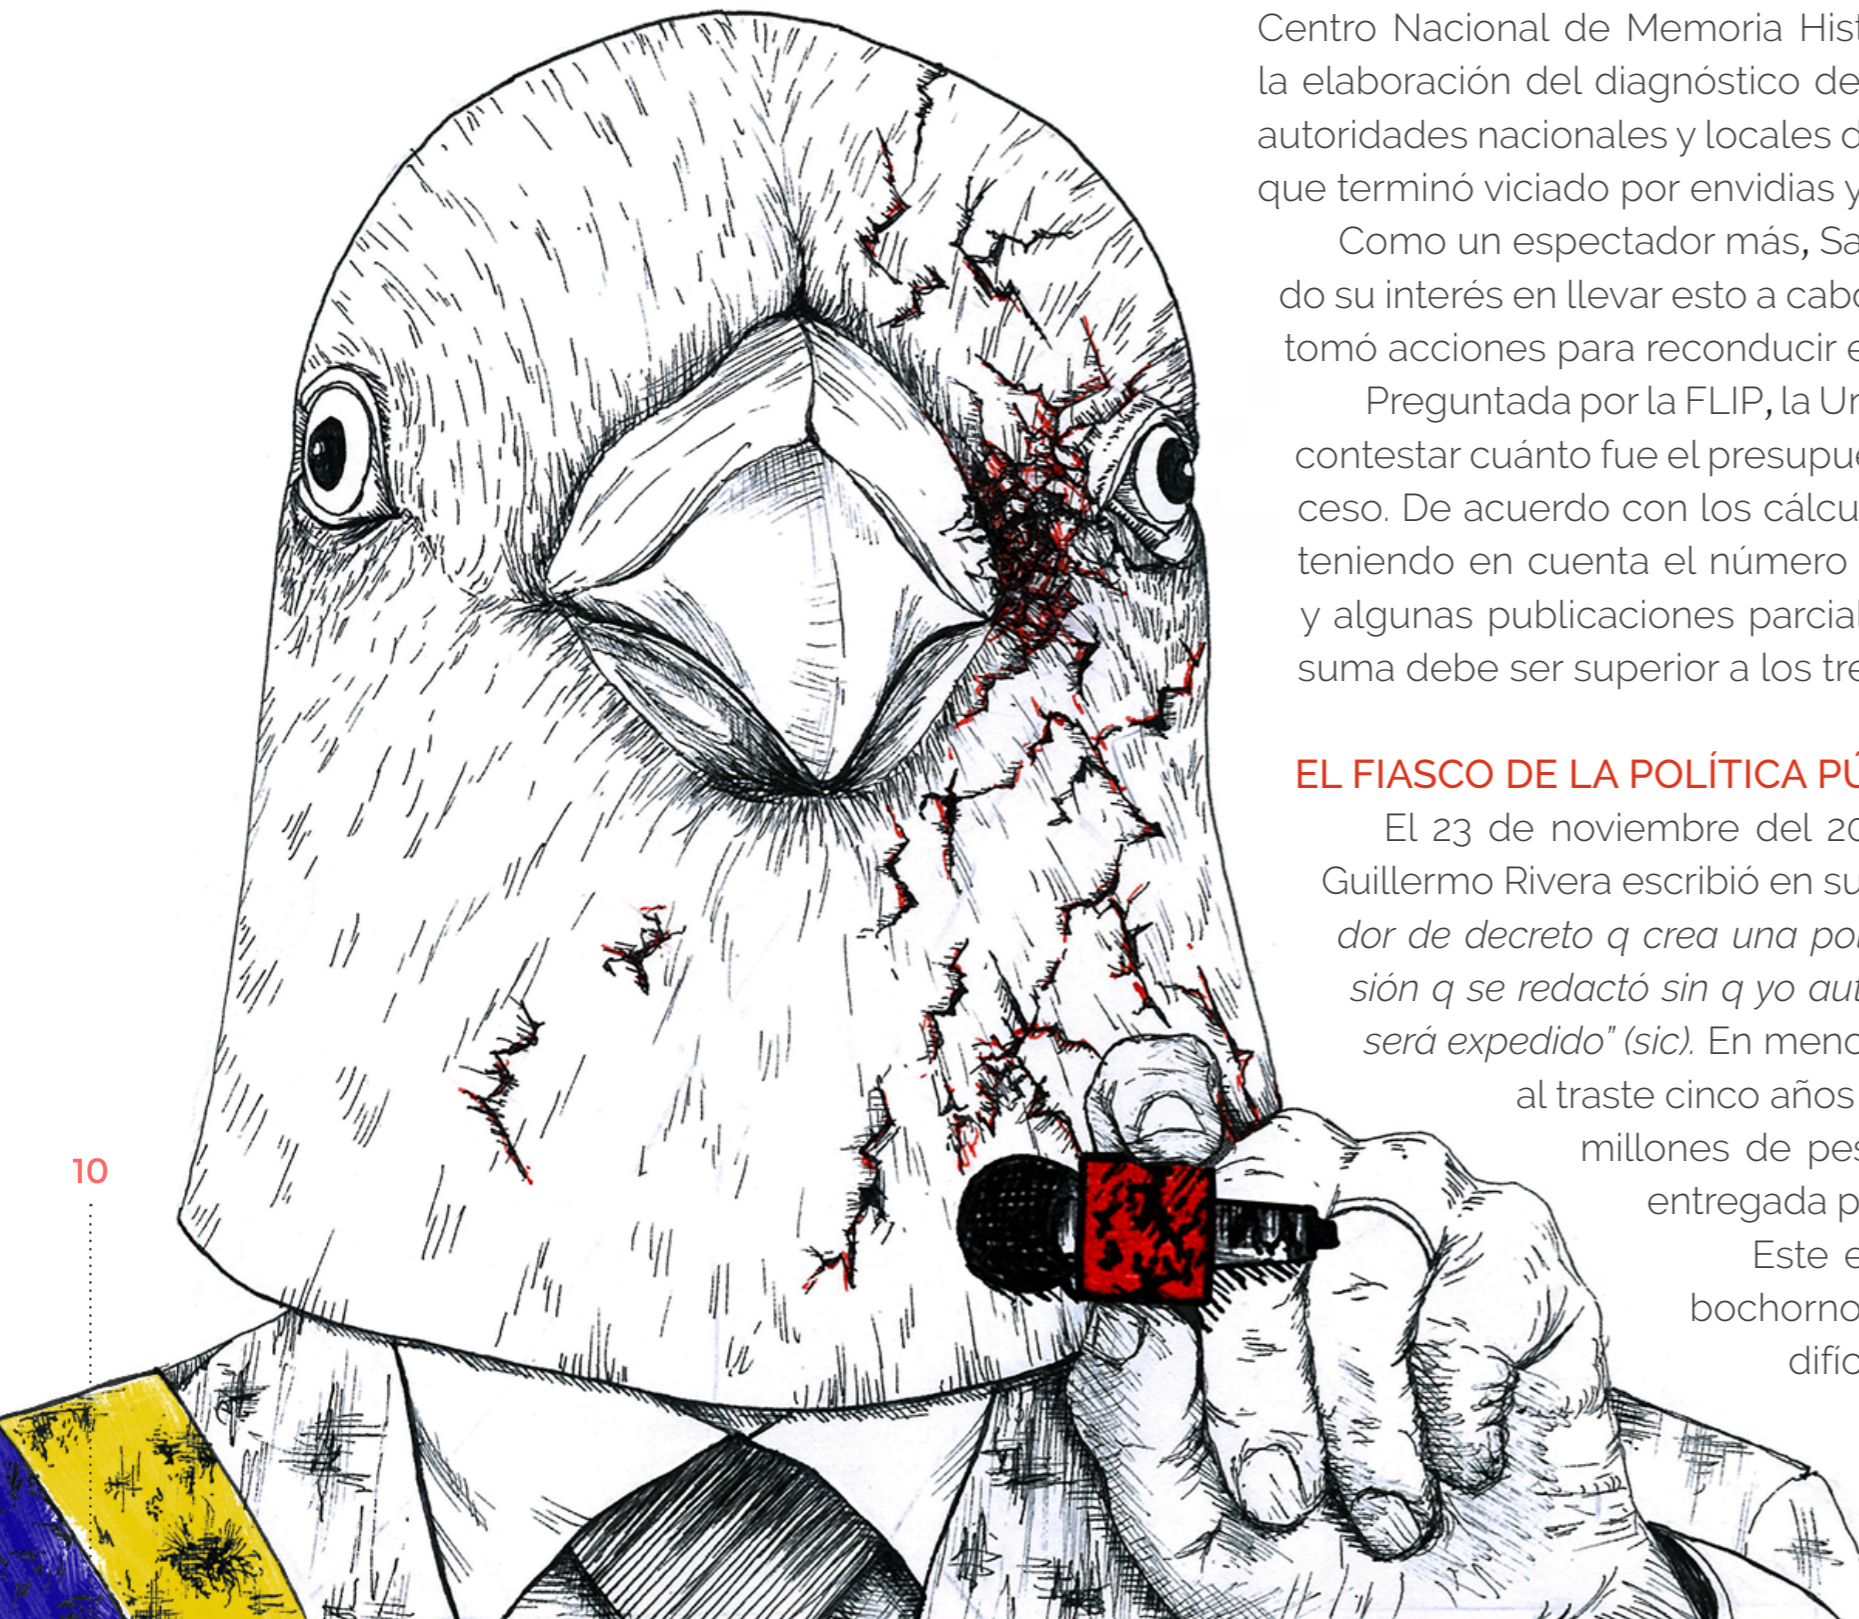 Centro Nacional de Memoria Hist
la elaboración del diagnóstico de
autoridades nacionales y locales d
que terminó viciado por envidias y
Como un espectador más, Sa
do su interés en llevar esto a cabo
tomó acciones para reconducir e
Preguntada por la FLIP, la Un
contestar cuánto fue el presupue
ceso. De acuerdo con los cálcu
teniendo en cuenta el número
y algunas publicaciones parcial
suma debe ser superior a los tre
EL FIASCO DE LA POLÍTICA PÚ
El 23 de noviembre del 20
Guillermo Rivera escribió en su
dor de decreto q crea una pol
sión q se redactó sin q yo aut
será expedido” (sic). En meno
al traste cinco años
millones de pes
entregada p
Este e
bochorno
difíc
10